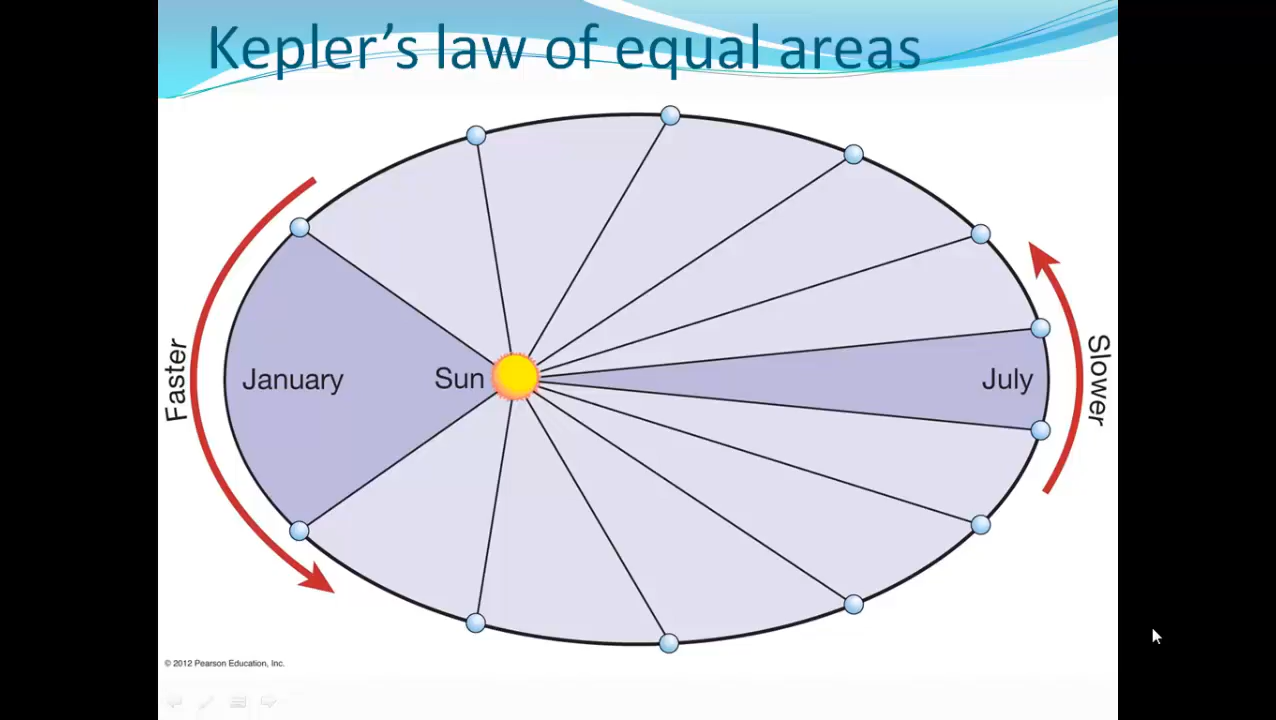 Kepler’s law of equal areas
Faster
January
Sun
July
Slower
© 2012 Pearson Education, Inc.